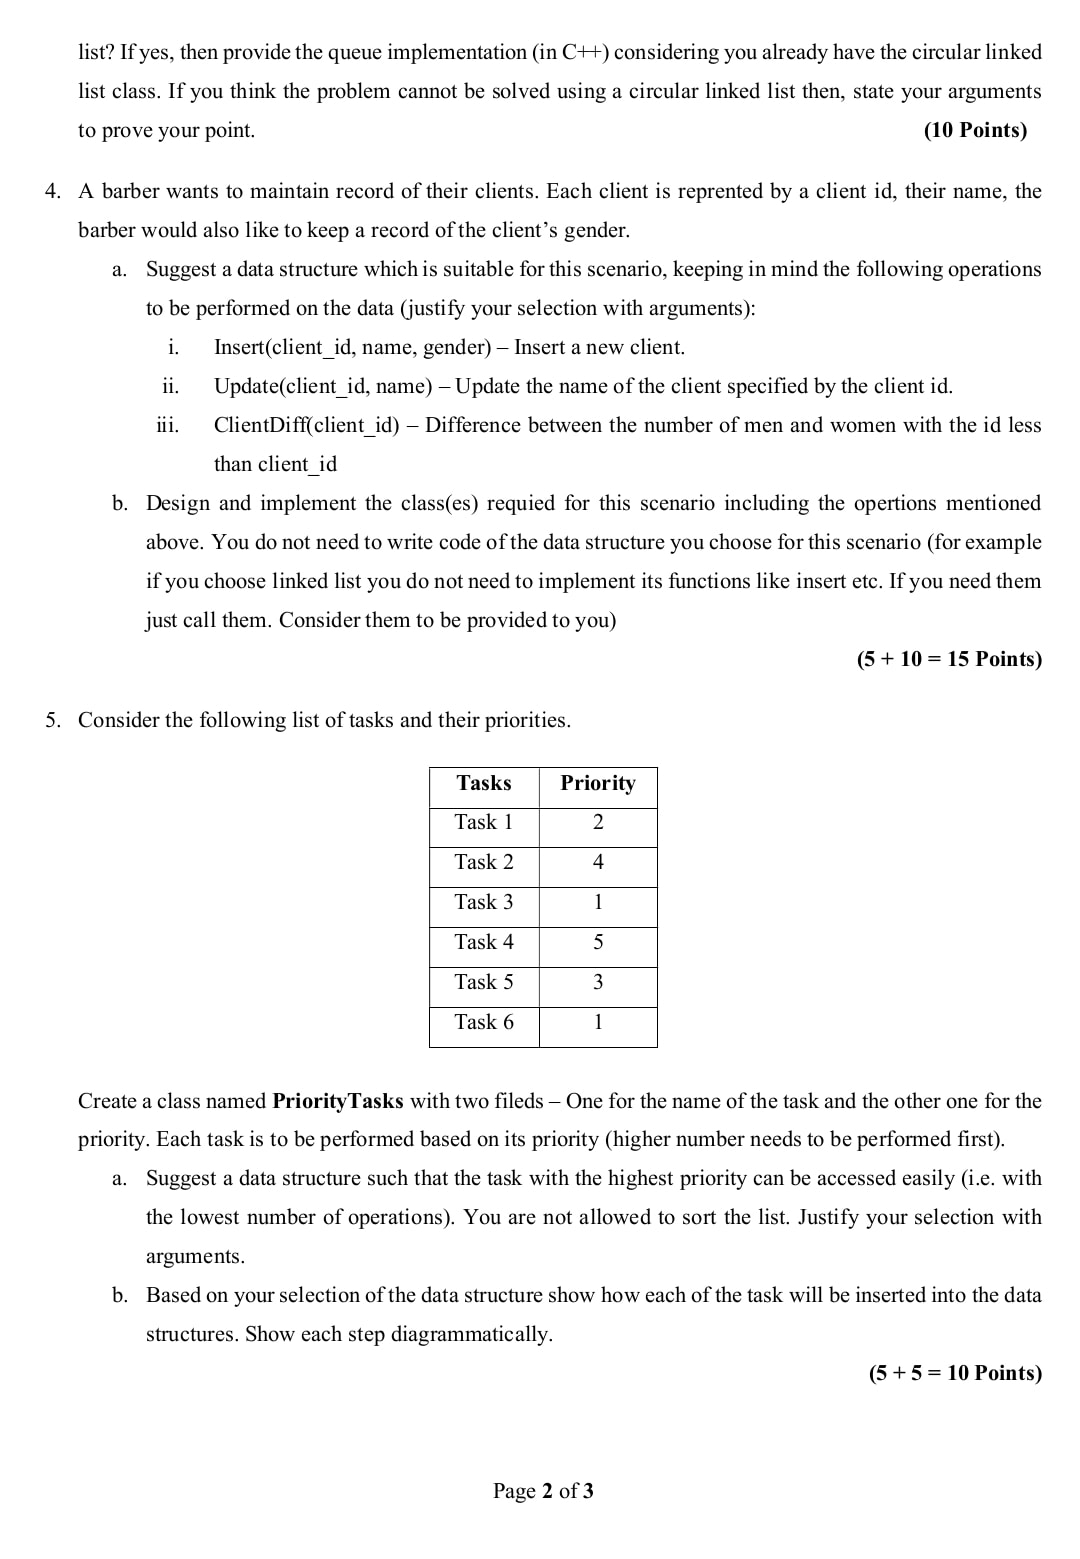 list? If yes, then provide the queue implementation (in C++) considering you already have the circular linked
list class. If you think the problem cannot be solved using a circular linked list then, state your arguments
to prove your point. (10 Points)
4. A barber wants to maintain record of their clients. Each client is reprented by a client id, their name, the
barber would also like to keep a record of the client’s gender.
a. Suggest a data structure which is suitable for this scenario, keeping in mind the following operations
to be performed on the data (justify your selection with arguments):
i. Insert(client_id, name, gender) – Insert a new client.
ii. Update(client_id, name) – Update the name of the client specified by the client id.
iii. ClientDiff(client_id) – Difference between the number of men and women with the id less
than client_id
b. Design and implement the class(es) requied for this scenario including the opertions mentioned
above. You do not need to write code of the data structure you choose for this scenario (for example
if you choose linked list you do not need to implement its functions like insert etc. If you need them
just call them. Consider them to be provided to you)
(5 + 10 = 15 Points)
5. Consider the following list of tasks and their priorities.
Tasks Priority
Task 1 2
Task 2 4
Task 3 1
Task 4 5
Task 5 3
Task 6 1
Create a class named PriorityTasks with two fileds – One for the name of the task and the other one for the
priority. Each task is to be performed based on its priority (higher number needs to be performed first).
a. Suggest a data structure such that the task with the highest priority can be accessed easily (i.e. with
the lowest number of operations). You are not allowed to sort the list. Justify your selection with
arguments.
b. Based on your selection of the data structure show how each of the task will be inserted into the data
structures. Show each step diagrammatically.
(5 + 5 = 10 Points)
Page 2 of 3